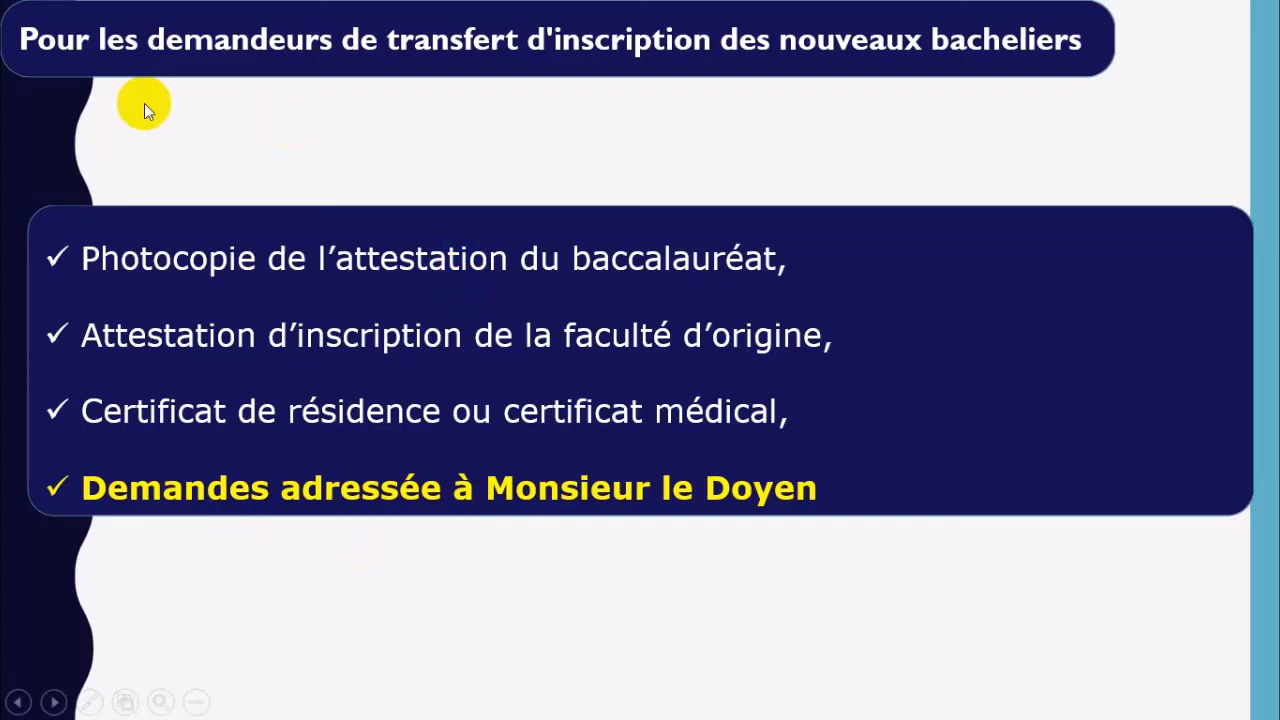 Pour les demandeurs de transfert d'inscription des nouveaux bacheliers
✓ Photocopie de l’attestation du baccalauréat,
✓ Attestation d’inscription de la faculté d’origine,
✓ Certificat de résidence ou certificat médical,
✓ Demandes adressée à Monsieur le Doyen